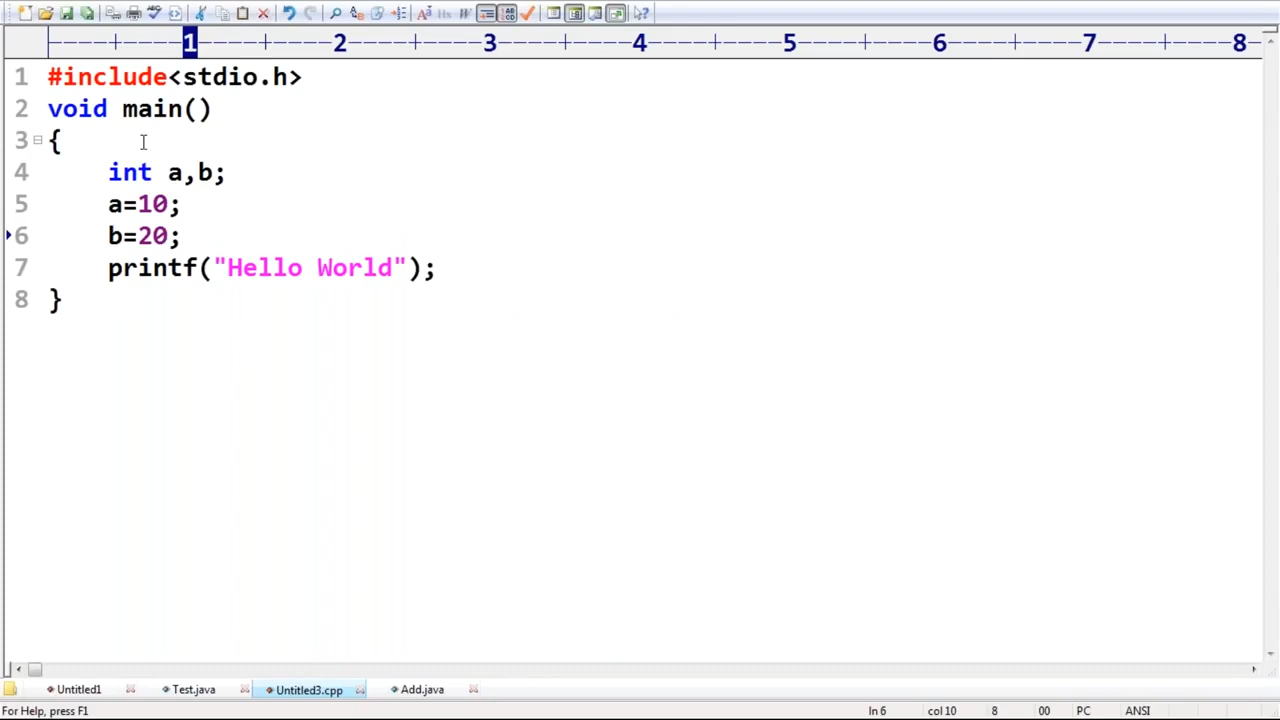 1 2 3 4 5 6 7 8
1 #include<stdio.h>
2 void main()
3 {
4     int a,b;
5     a=10;
6     b=20;
7     printf("Hello World");
8 }
Untitled1 Test.java Untitled3.cpp Add.java
For Help, press F1 ln 6 col 10 8 00 PC ANSI